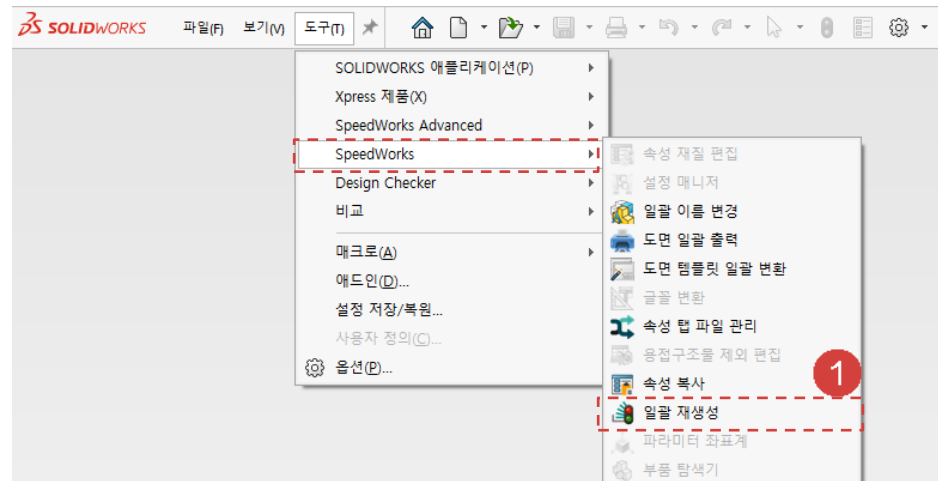 SOLIDWORKS 파일(F) 보기(V) 도구(T)
SOLIDWORKS 애플리케이션(P)
Xpress 제품(X)
SpeedWorks Advanced
SpeedWorks
Design Checker
비교
매크로(A)
애드인(D)...
설정 저장/복원...
사용자 정의(C)...
옵션(P)...
속성 재질 편집
설정 매니저
일괄 이름 변경
도면 일괄 출력
도면 템플릿 일괄 변환
글꼴 변환
속성 탭 파일 관리
용접구조물 제외 편집
속성 복사
1
일괄 재생성
파라미터 좌표계
부품 탐색기